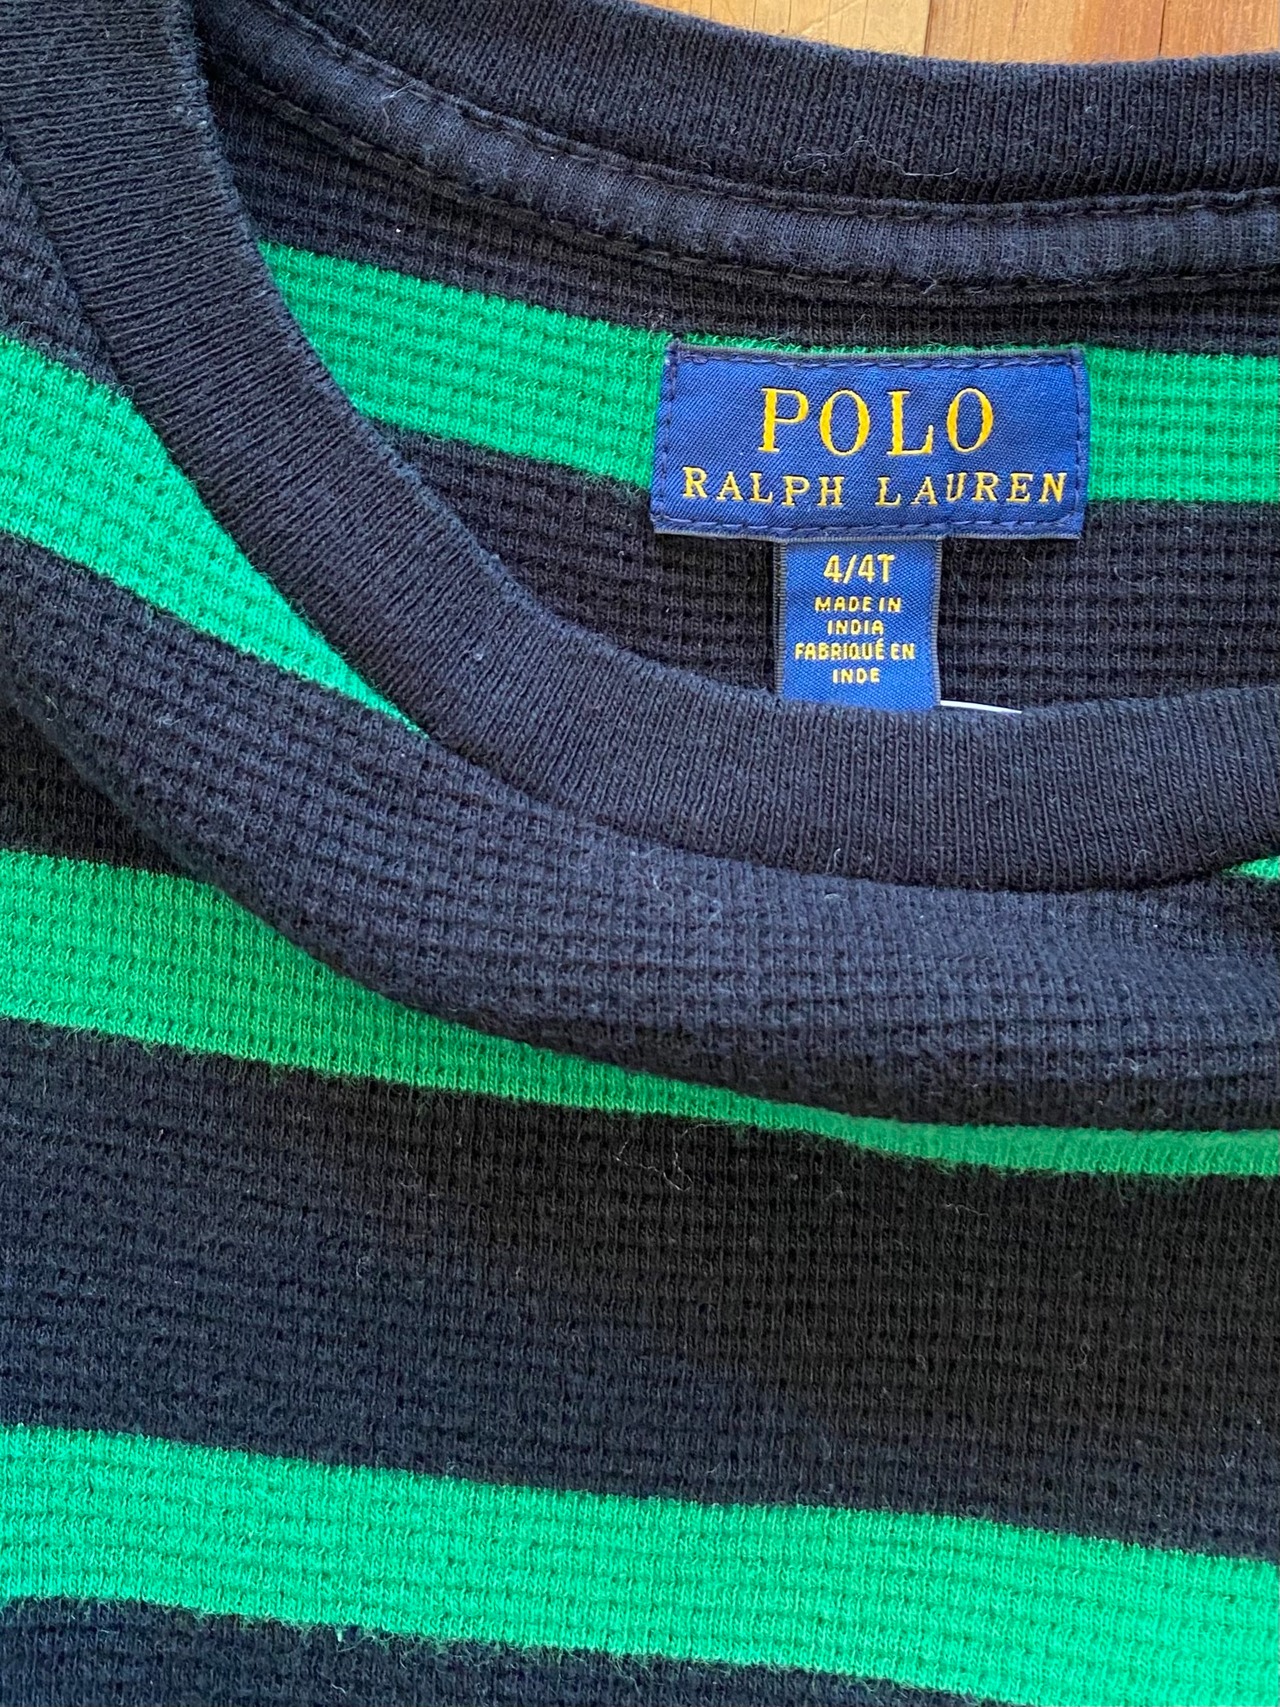 POLO
RALPH LAUREN
4/4T
MADE IN
INDIA
FABRIQUÉ EN
INDE